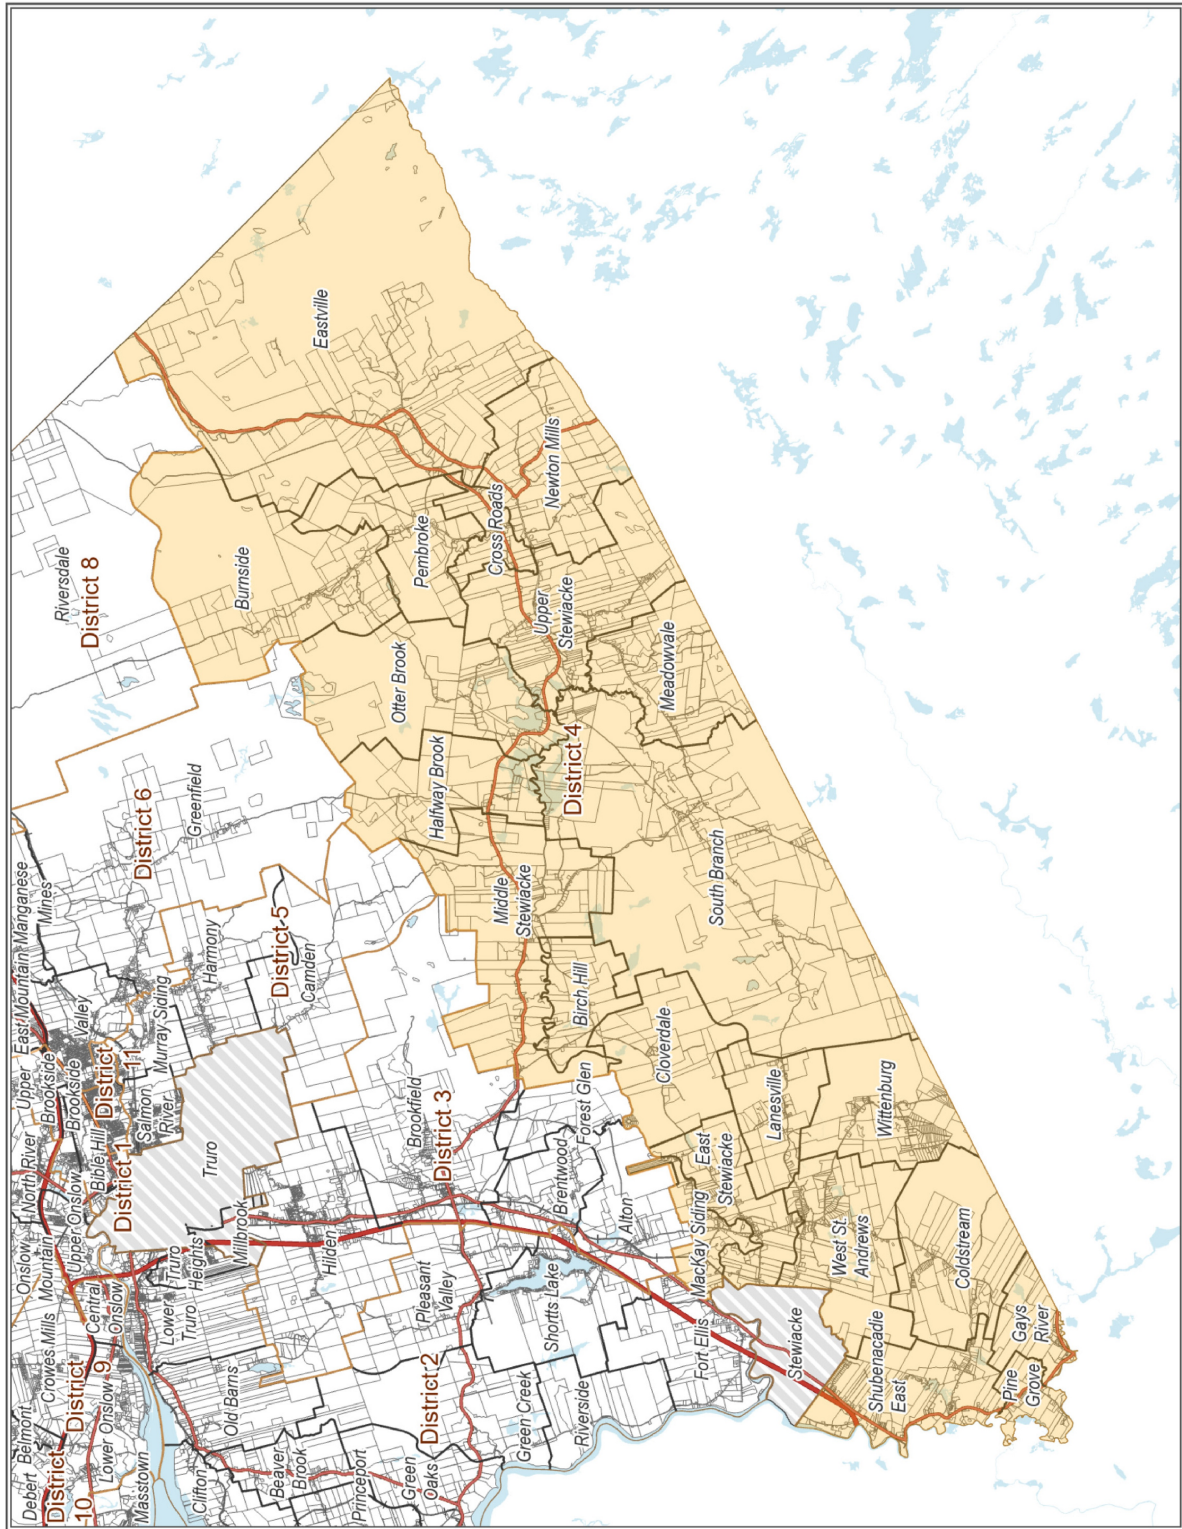 Debert
Belmont
Crowes Mills
Onslow
Mountain
North River
Upper
Brookside
East Mountain
Manganese
Mines
District
10
District
9
Lower Onslow
Central
Onslow
Upper Onslow
Bible Hill
Brookside
Valley
District
11
District 1
Masstown
Clifton
Old Barns
Lower
Truro
Truro
Heights
Millbrook
Truro
Salmon
River
Murray Siding
Harmony
Greenfield
District 6
Riversdale
District 8
Beaver
Brook
Princeport
Green
Oaks
District2
Pleasant
Valley
Hilden
Brookfield
District 3
Camden
District 5
Green Creek
Riverside
Shortts Lake
Brentwood
Forest Glen
Alton
Fort Ellis
MacKay Siding
Stewiacke
East
Stewiacke
Burnside
Eastville
Otter Brook
Pembroke
Halfway Brook
Cross Roads
Newton Mills
Middle
Stewiacke
Upper
Stewiacke
District 4
Meadowvale
Birch Hill
South Branch
Cloverdale
Lanesville
Wittenburg
West St.
Andrews
Coldstream
Shubenacadie
East
Pine
Grove
Gays
River